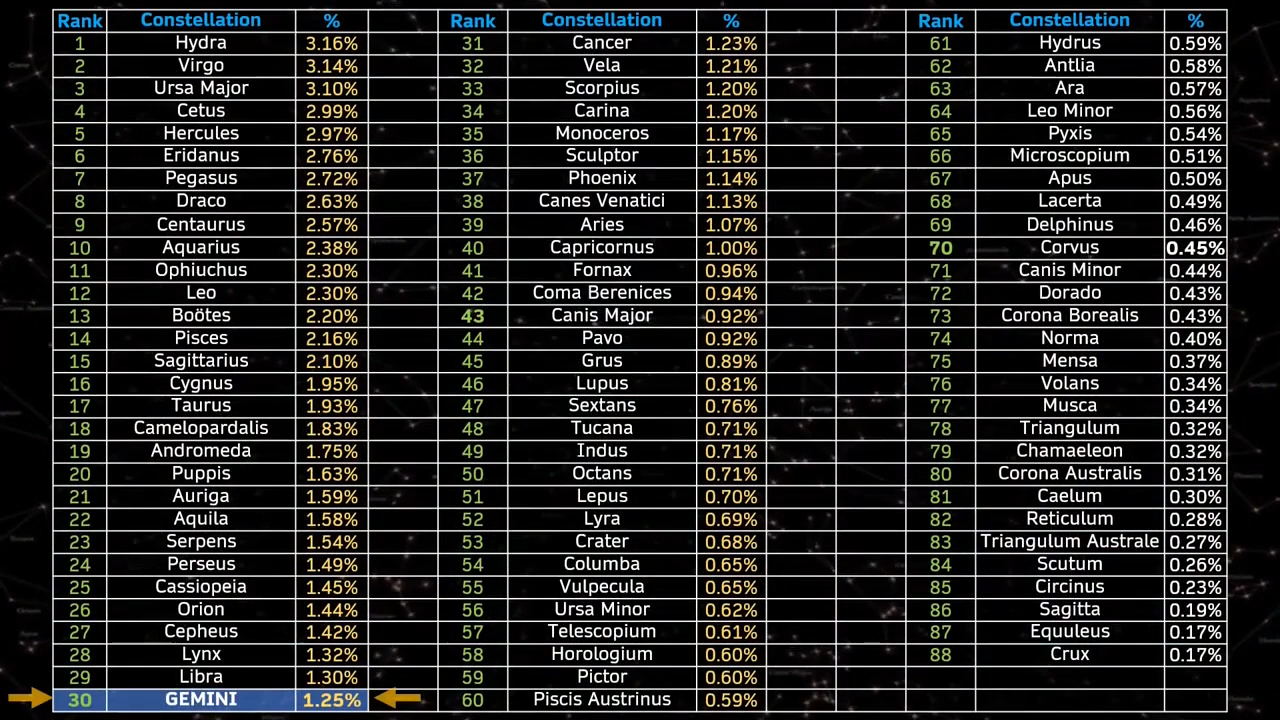 Rank Constellation % Rank Constellation % Rank Constellation %
1 Hydra 3.16% 31 Cancer 1.23% 61 Hydrus 0.59%
2 Virgo 3.14% 32 Vela 1.21% 62 Antlia 0.58%
3 Ursa Major 3.10% 33 Scorpius 1.20% 63 Ara 0.57%
4 Cetus 2.99% 34 Carina 1.20% 64 Leo Minor 0.56%
5 Hercules 2.97% 35 Monoceros 1.17% 65 Pyxis 0.54%
6 Eridanus 2.76% 36 Sculptor 1.15% 66 Microscopium 0.51%
7 Pegasus 2.72% 37 Phoenix 1.14% 67 Apus 0.50%
8 Draco 2.63% 38 Canes Venatici 1.13% 68 Lacerta 0.49%
9 Centaurus 2.57% 39 Aries 1.07% 69 Delphinus 0.46%
10 Aquarius 2.38% 40 Capricornus 1.00% 70 Corvus 0.45%
11 Ophiuchus 2.30% 41 Fornax 0.96% 71 Canis Minor 0.44%
12 Leo 2.30% 42 Coma Berenices 0.94% 72 Dorado 0.43%
13 Boötes 2.20% 43 Canis Major 0.92% 73 Corona Borealis 0.43%
14 Pisces 2.16% 44 Pavo 0.92% 74 Norma 0.40%
15 Sagittarius 2.10% 45 Grus 0.89% 75 Mensa 0.37%
16 Cygnus 1.95% 46 Lupus 0.81% 76 Volans 0.34%
17 Taurus 1.93% 47 Sextans 0.76% 77 Musca 0.34%
18 Camelopardalis 1.83% 48 Tucana 0.71% 78 Triangulum 0.32%
19 Andromeda 1.75% 49 Indus 0.71% 79 Chamaeleon 0.32%
20 Puppis 1.63% 50 Octans 0.71% 80 Corona Australis 0.31%
21 Auriga 1.59% 51 Lepus 0.70% 81 Caelum 0.30%
22 Aquila 1.58% 52 Lyra 0.69% 82 Reticulum 0.28%
23 Serpens 1.54% 53 Crater 0.68% 83 Triangulum Australe 0.27%
24 Perseus 1.49% 54 Columba 0.65% 84 Scutum 0.26%
25 Cassiopeia 1.45% 55 Vulpecula 0.65% 85 Circinus 0.23%
26 Orion 1.44% 56 Ursa Minor 0.62% 86 Sagitta 0.19%
27 Cepheus 1.42% 57 Telescopium 0.61% 87 Equuleus 0.17%
28 Lynx 1.32% 58 Horologium 0.60% 88 Crux 0.17%
29 Libra 1.30% 59 Pictor 0.60%
30 GEMINI 1.25% 60 Piscis Austrinus 0.59%